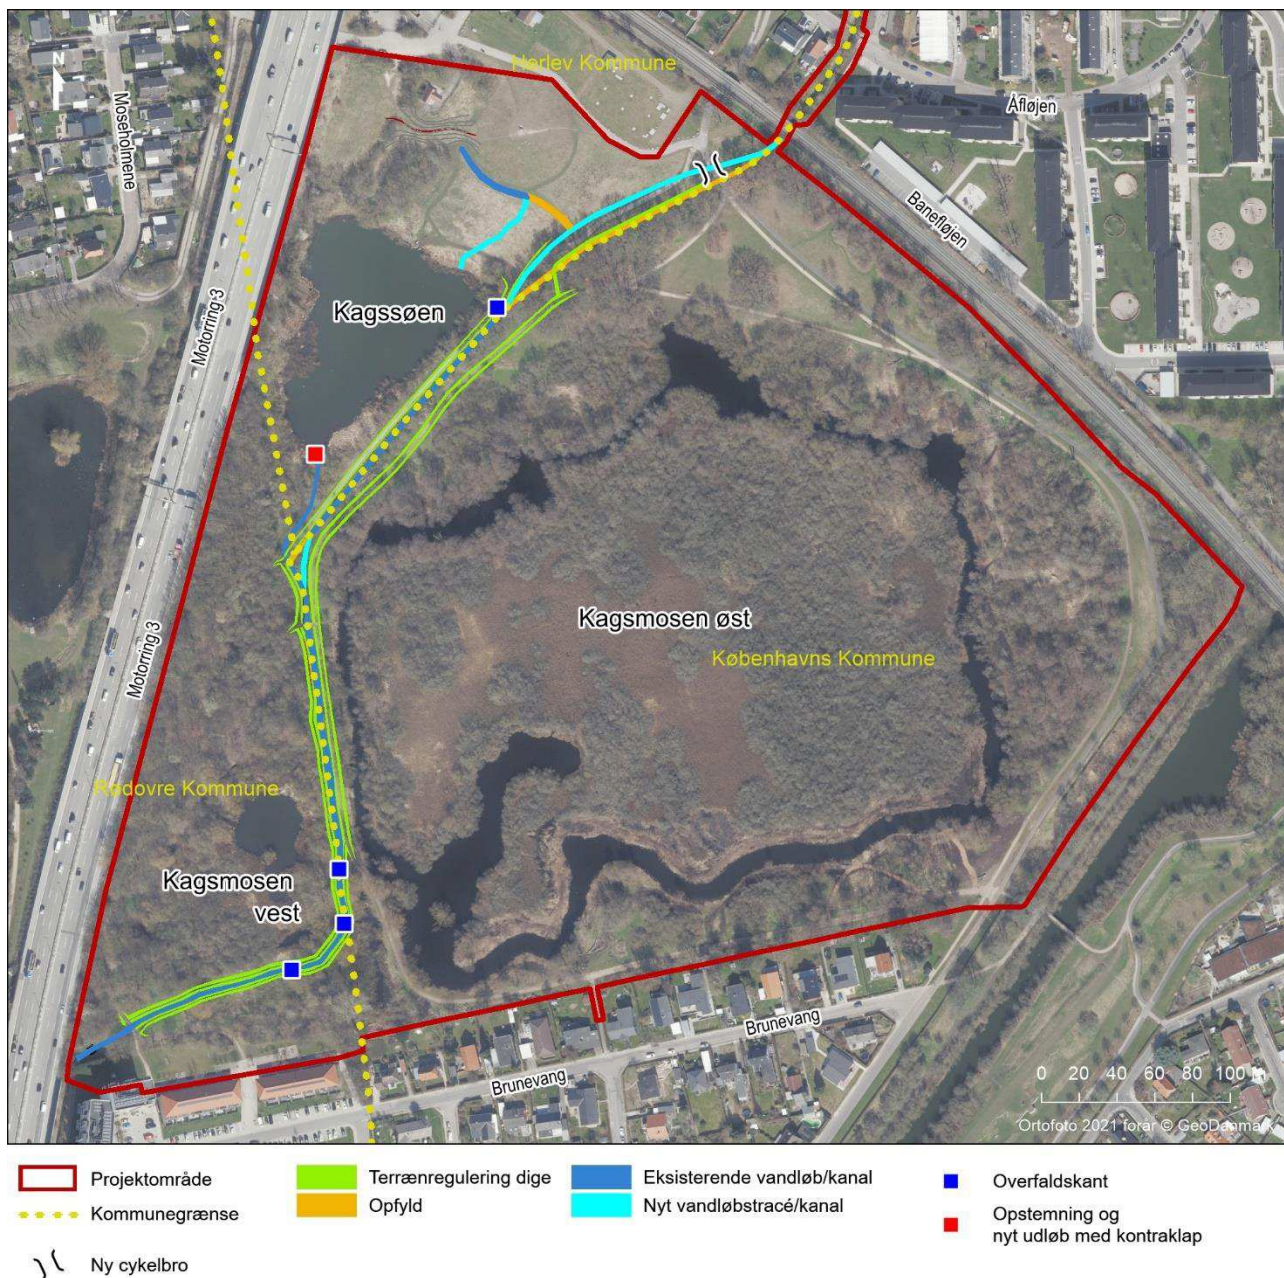 Herlev Kommune
N
Moseholmene
Åfløjen
Banefløjen
Motorring 3
Kagssøen
Kagsmosen øst
Københavns Kommune
Motorring 3
Rødovre Kommune
Kagsmosen
vest
Brunevang
Brunevang
0 20 40 60 80 100 m
Ortofoto 2021 forår © GeoDanmark
Projektområde
Kommunegrænse
Ny cykelbro
Terrænregulering dige
Opfyld
Eksisterende vandløb/kanal
Nyt vandløbstracé/kanal
Overfaldskant
Opstemning og
nyt udløb med kontraklap